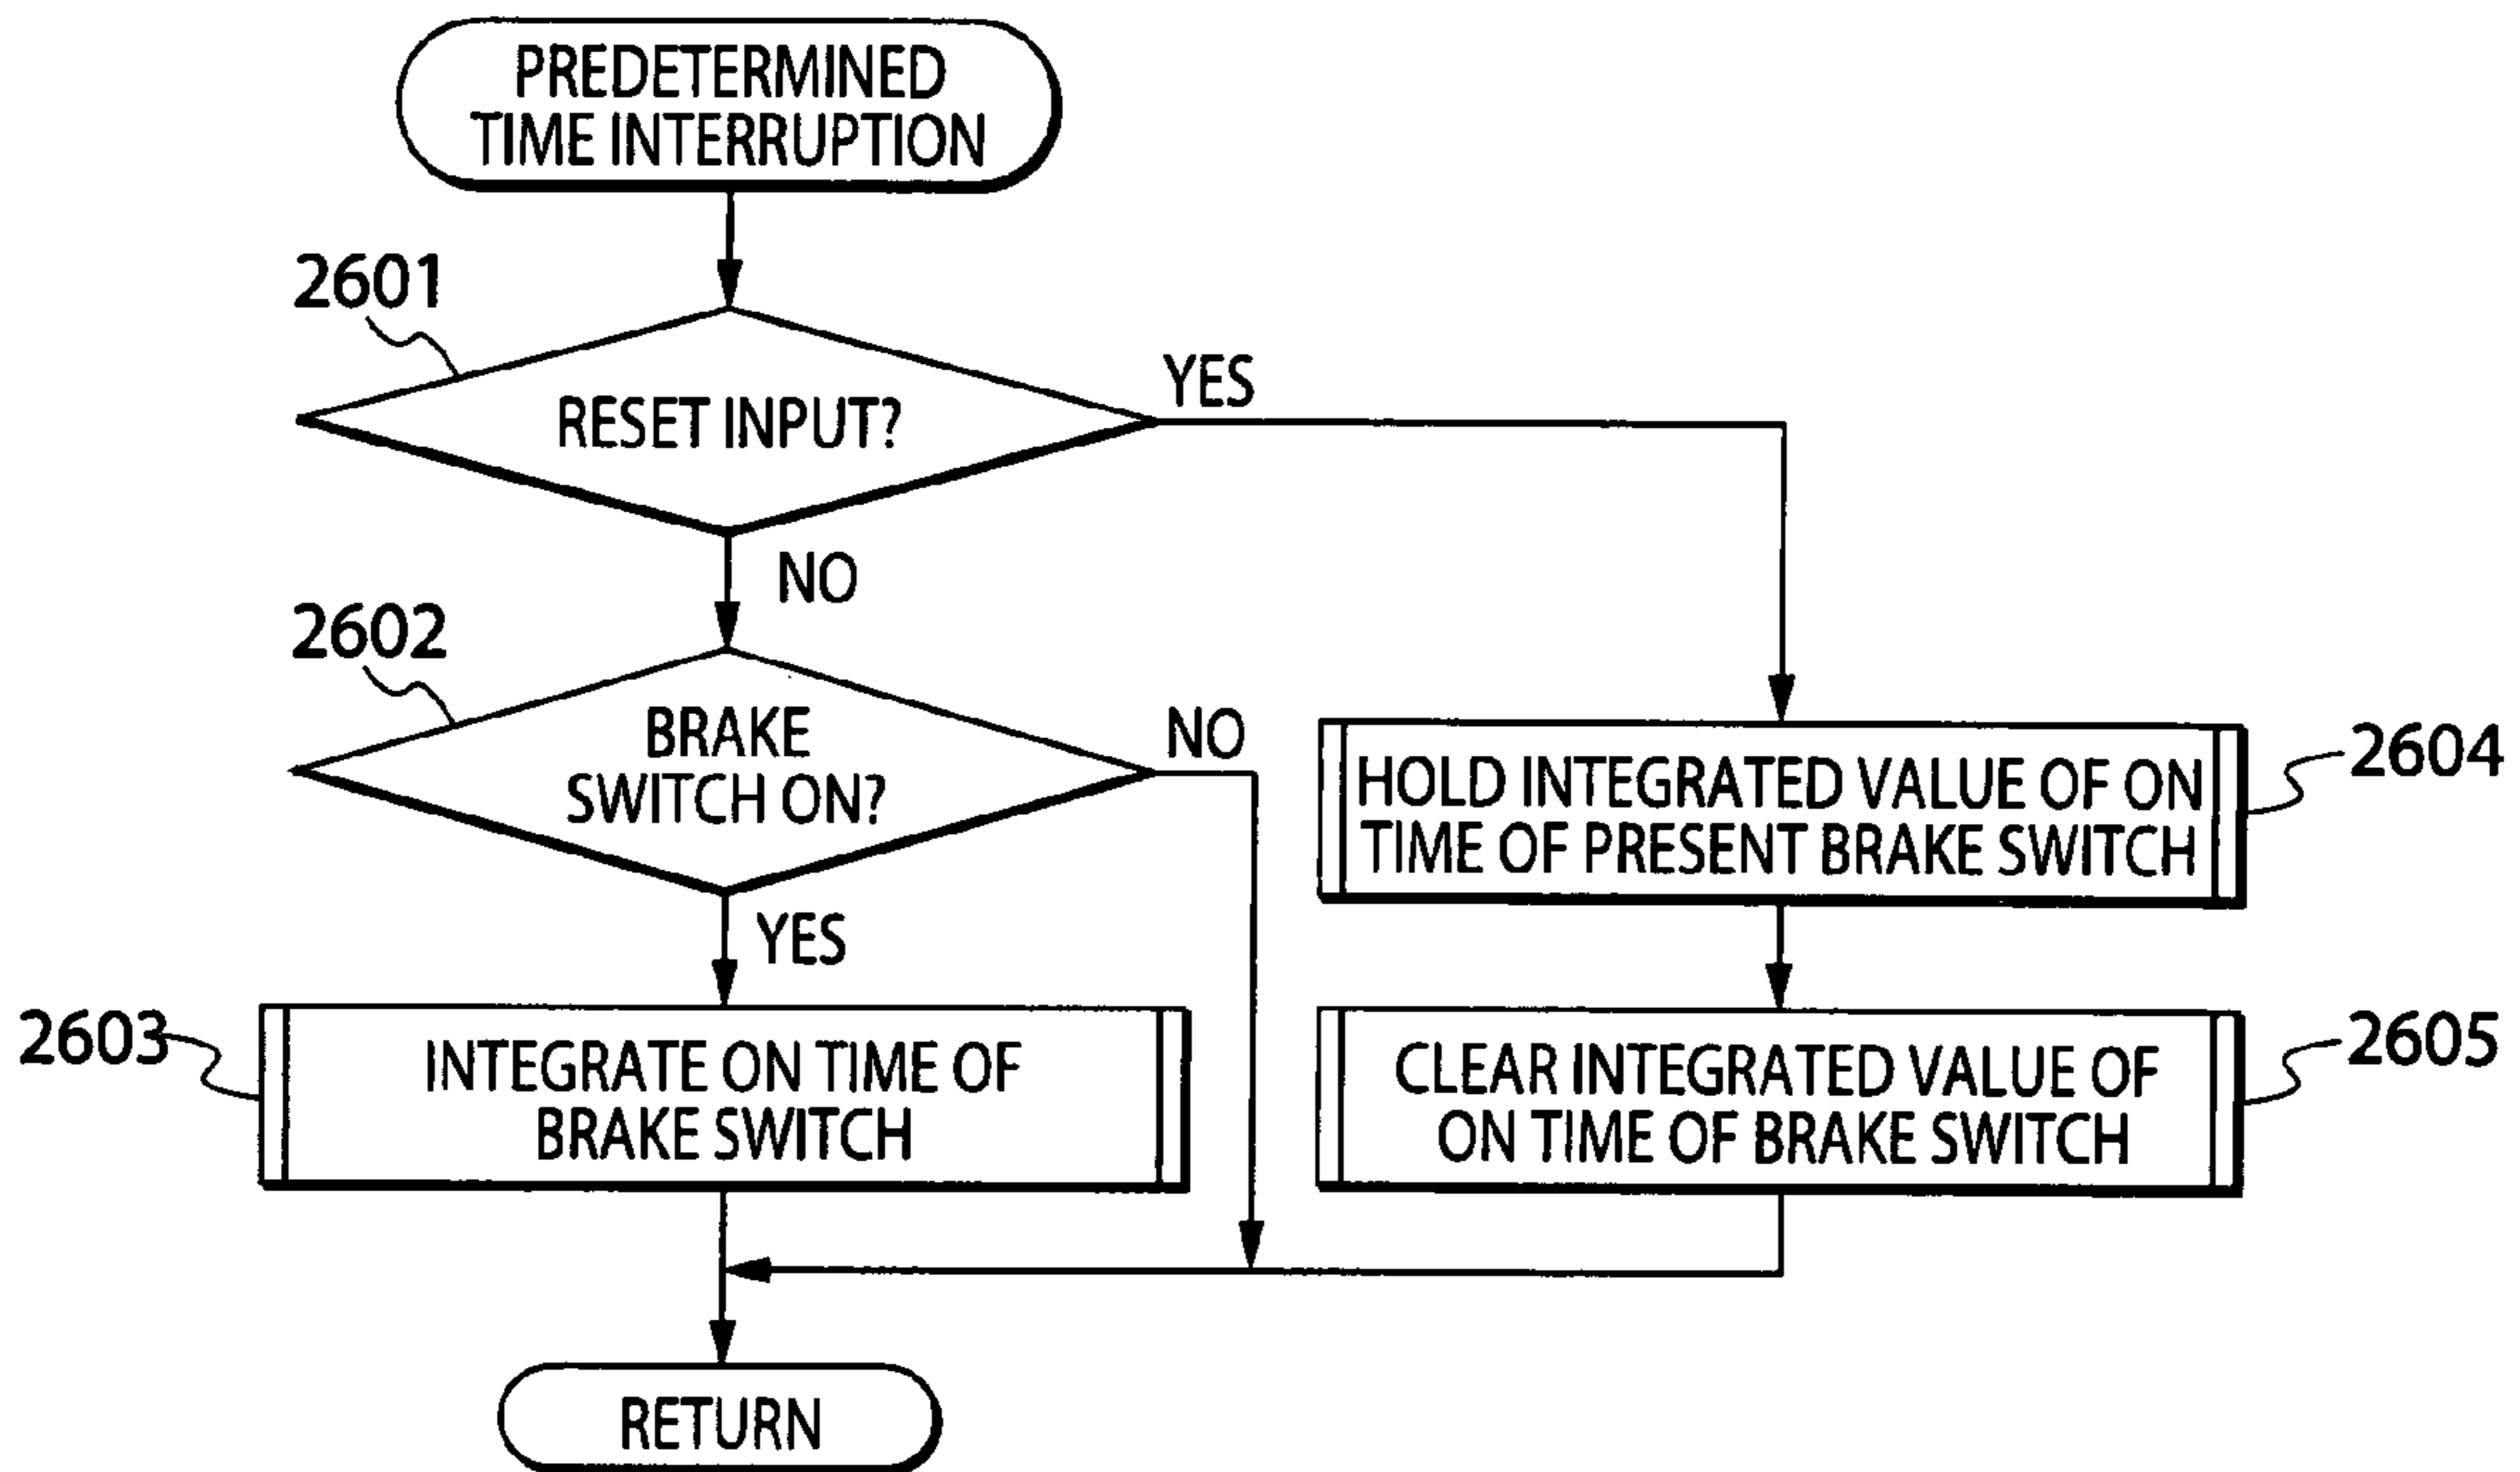 PREDETERMINED
TIME INTERRUPTION
2601
RESET INPUT?
YES
NO
2602
BRAKE
SWITCH ON?
NO
YES
HOLD INTEGRATED VALUE OF ON
TIME OF PRESENT BRAKE SWITCH
2604
2603
INTEGRATE ON TIME OF
BRAKE SWITCH
CLEAR INTEGRATED VALUE OF
ON TIME OF BRAKE SWITCH
2605
RETURN